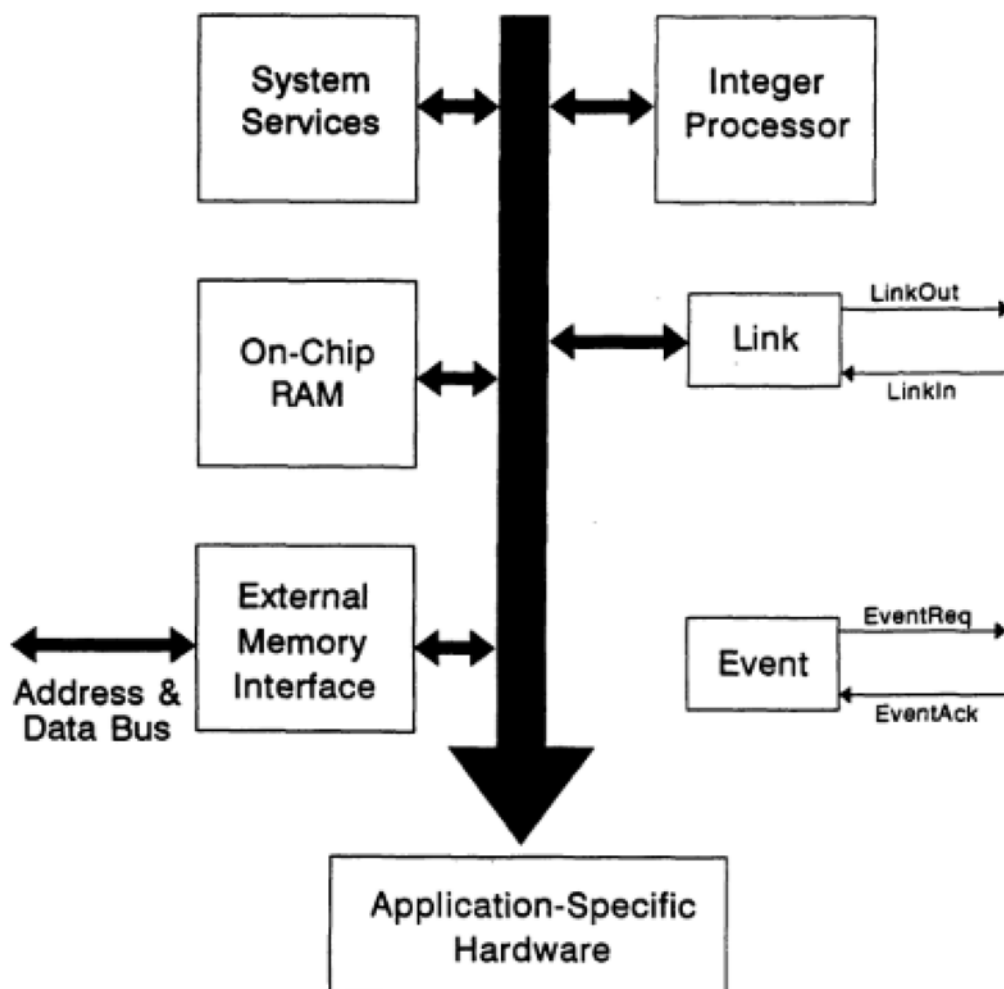 System
Services
Integer
Processor
On-Chip
RAM
Link
LinkOut
LinkIn
External
Memory
Interface
Address &
Data Bus
Event
EventReq
EventAck
Application-Specific
Hardware